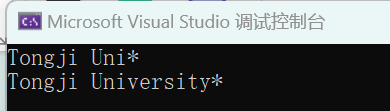 Microsoft Visual Studio 调试控制台
Tongji Uni*
Tongji University*